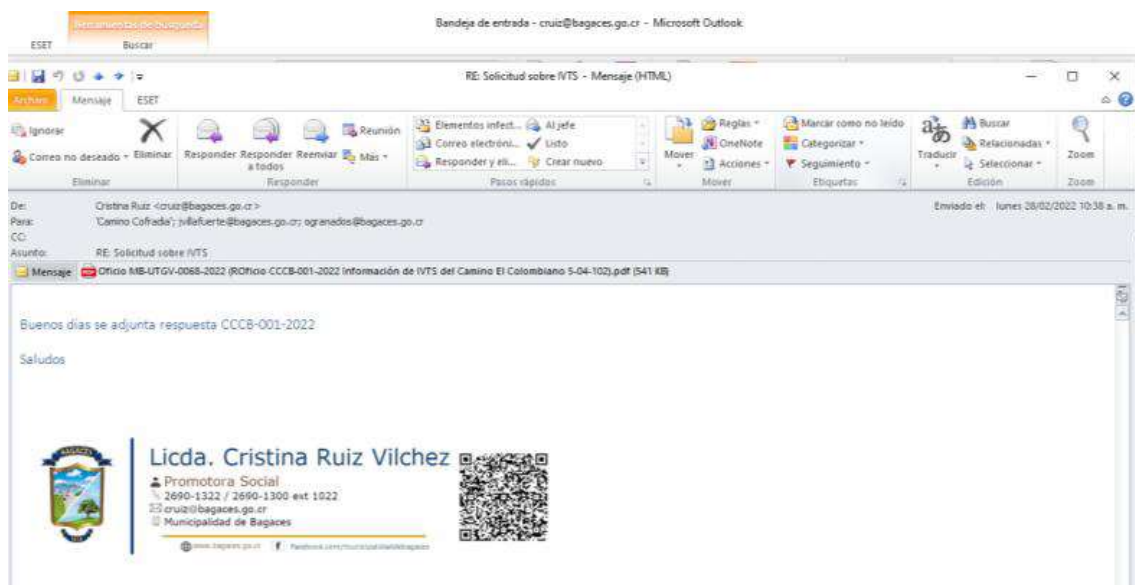 Herramientas de búsqueda
Bandeja de entrada - cruiz@bagaces.go.cr - Microsoft Outlook
ESET
Buscar
RE: Solicitud sobre IVTS - Mensaje (HTML)
Archivo
Mensaje
ESET
Ignorar
Correo no deseado
Eliminar
Responder
Responder a todos
Reenviar
Reunión
Más
Elementos infect...
Correo electróni...
Responder y eli...
Al jefe
Listo
Crear nuevo
Mover
Reglas
OneNote
Acciones
Marcar como no leído
Categorizar
Seguimiento
Traducir
Buscar
Relacionadas
Seleccionar
Zoom
Eliminar
Responder
Pasos rápidos
Mover
Etiquetas
Edición
Zoom
De: Cristina Ruiz <cruiz@bagaces.go.cr>
Enviado el: lunes 28/02/2022 10:38 a. m.
Para: 'Camino Cofradia'; jvillafuerte@bagaces.go.cr; ogranados@bagaces.go.cr
CC:
Asunto: RE: Solicitud sobre IVTS
Mensaje
Oficio MB-UTGV-0068-2022 (ROficio CCCB-001-2022 Información de IVTS del Camino El Colombiano 5-04-102).pdf (541 KB)
Buenos dias se adjunta respuesta CCCB-001-2022
Saludos
BAGACES
Licda. Cristina Ruiz Vilchez
Promotora Social
2690-1322 / 2690-1300 ext 1022
cruiz@bagaces.go.cr
Municipalidad de Bagaces
www.bagaces.go.cr